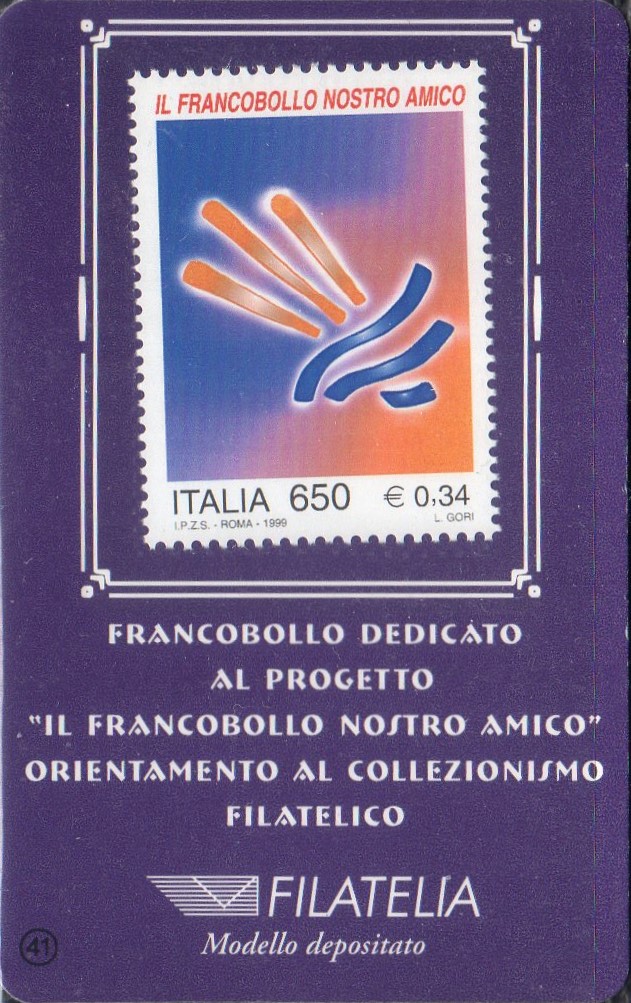 IL FRANCOBOLLO NOSTRO AMICO
ITALIA 650 € 0,34
I.P.Z.S. - ROMA - 1999 L. GORI
FRANCOBOLLO DEDICATO
AL PROGETTO
"IL FRANCOBOLLO NOSTRO AMICO"
ORIENTAMENTO AL COLLEZIONISMO
FILATELICO
FILATELIA
Modello depositato
41